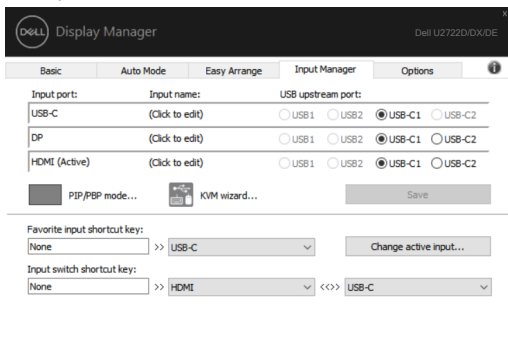 x
DELL Display Manager
Dell U2722D/DX/DE
Basic Auto Mode Easy Arrange Input Manager Options
Input port: Input name: USB upstream port:
USB-C (Click to edit) USB1 USB2 USB-C1 USB-C2
DP (Click to edit) USB1 USB2 USB-C1 USB-C2
HDMI (Active) (Click to edit) USB1 USB2 USB-C1 USB-C2
PIP/PBP mode... KVM wizard... Save
Favorite input shortcut key:
None >> USB-C Change active input...
Input switch shortcut key:
None >> HDMI <<>> USB-C